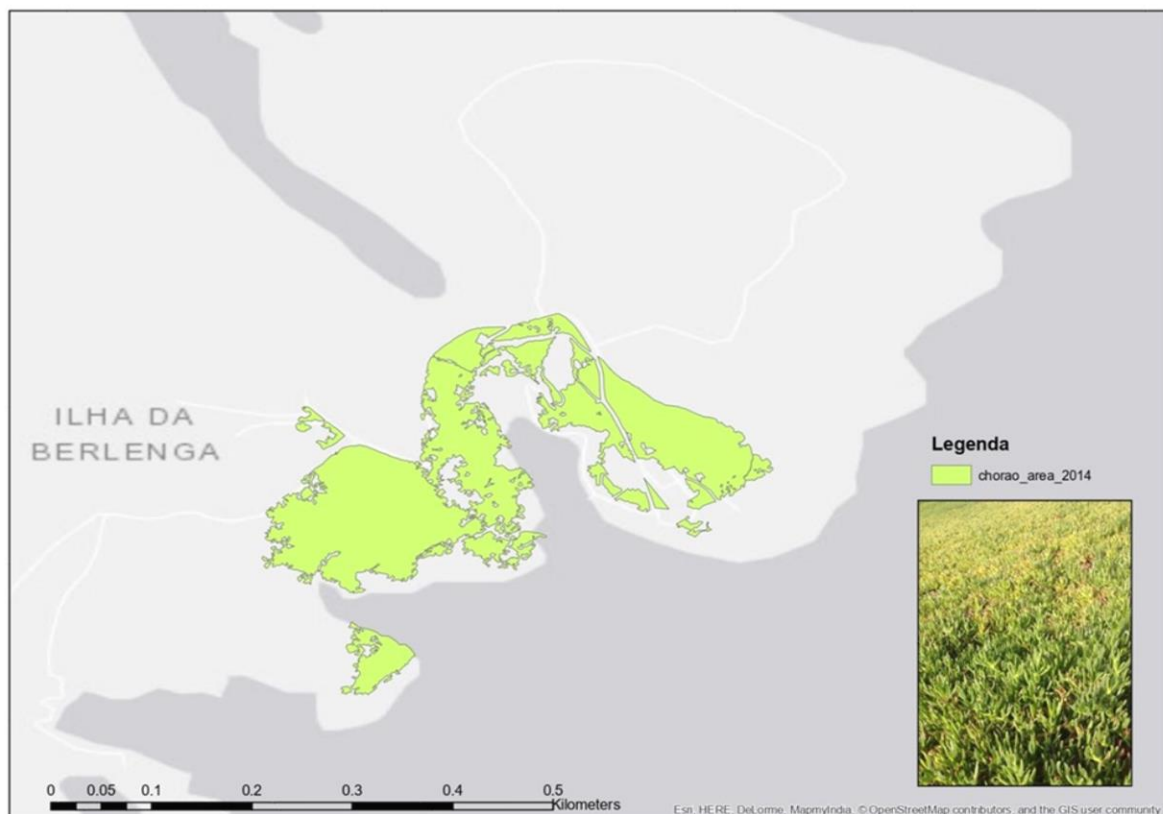 ILHA DA
BERLENGA
Legenda
chorao_area_2014
0 0.05 0.1 0.2 0.3 0.4 0.5
Kilometers
Esri, HERE, DeLorme, MapmyIndia, © OpenStreetMap contributors, and the GIS user community